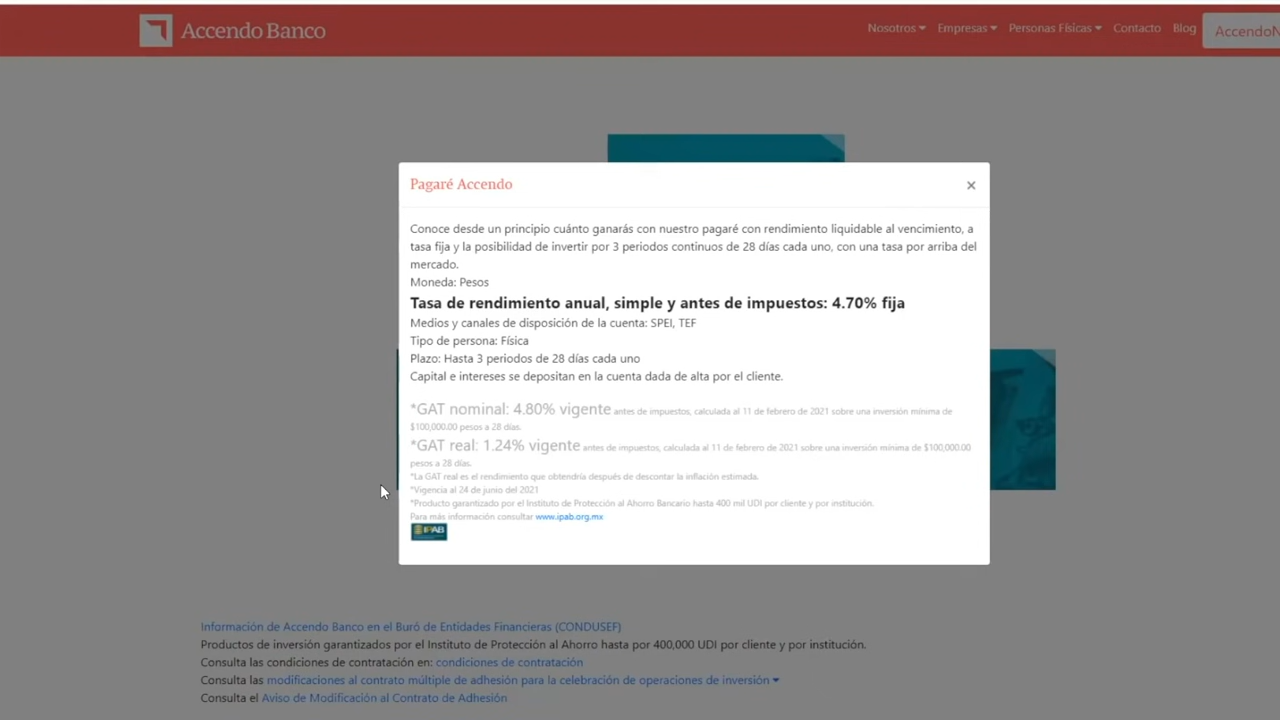 Accendo Banco
Nosotros Empresas Personas Físicas Contacto Blog AccendoN
Pagaré Accendo
×
Conoce desde un principio cuánto ganarás con nuestro pagaré con rendimiento liquidable al vencimiento, a
tasa fija y la posibilidad de invertir por 3 periodos continuos de 28 días cada uno, con una tasa por arriba del
mercado.
Moneda: Pesos
Tasa de rendimiento anual, simple y antes de impuestos: 4.70% fija
Medios y canales de disposición de la cuenta: SPEI, TEF
Tipo de persona: Física
Plazo: Hasta 3 periodos de 28 días cada uno
Capital e intereses se depositan en la cuenta dada de alta por el cliente.
*GAT nominal: 4.80% vigente antes de impuestos, calculada al 11 de febrero de 2021 sobre una inversión mínima de
$100,000.00 pesos a 28 días.
*GAT real: 1.24% vigente antes de impuestos, calculada al 11 de febrero de 2021 sobre una inversión mínima de $100,000.00
pesos a 28 días.
*La GAT real es el rendimiento que obtendría después de descontar la inflación estimada.
*Vigencia al 24 de junio del 2021
*Producto garantizado por el Instituto de Protección al Ahorro Bancario hasta 400 mil UDI por cliente y por institución.
Para más información consultar www.ipab.org.mx
IPAB
Información de Accendo Banco en el Buró de Entidades Financieras (CONDUSEF)
Productos de inversión garantizados por el Instituto de Protección al Ahorro hasta por 400,000 UDI por cliente y por institución.
Consulta las condiciones de contratación en: condiciones de contratación
Consulta las modificaciones al contrato múltiple de adhesión para la celebración de operaciones de inversión
Consulta el Aviso de Modificación al Contrato de Adhesión